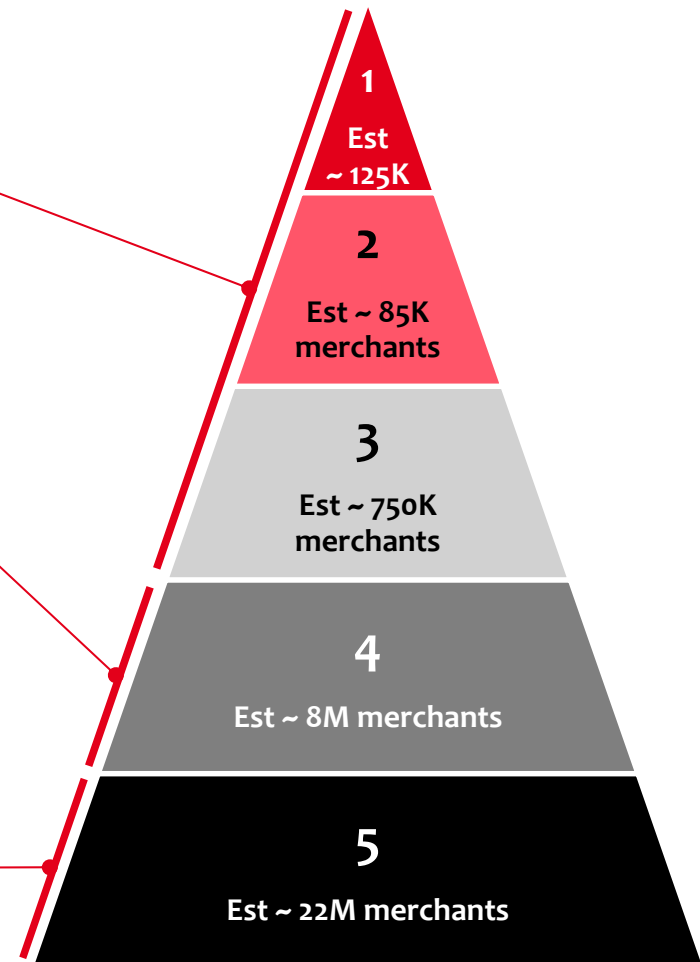 1
Est
~ 125K
2
Est ~ 85K
merchants
3
Est ~ 750K
merchants
4
Est ~ 8M merchants
5
Est ~ 22M merchants